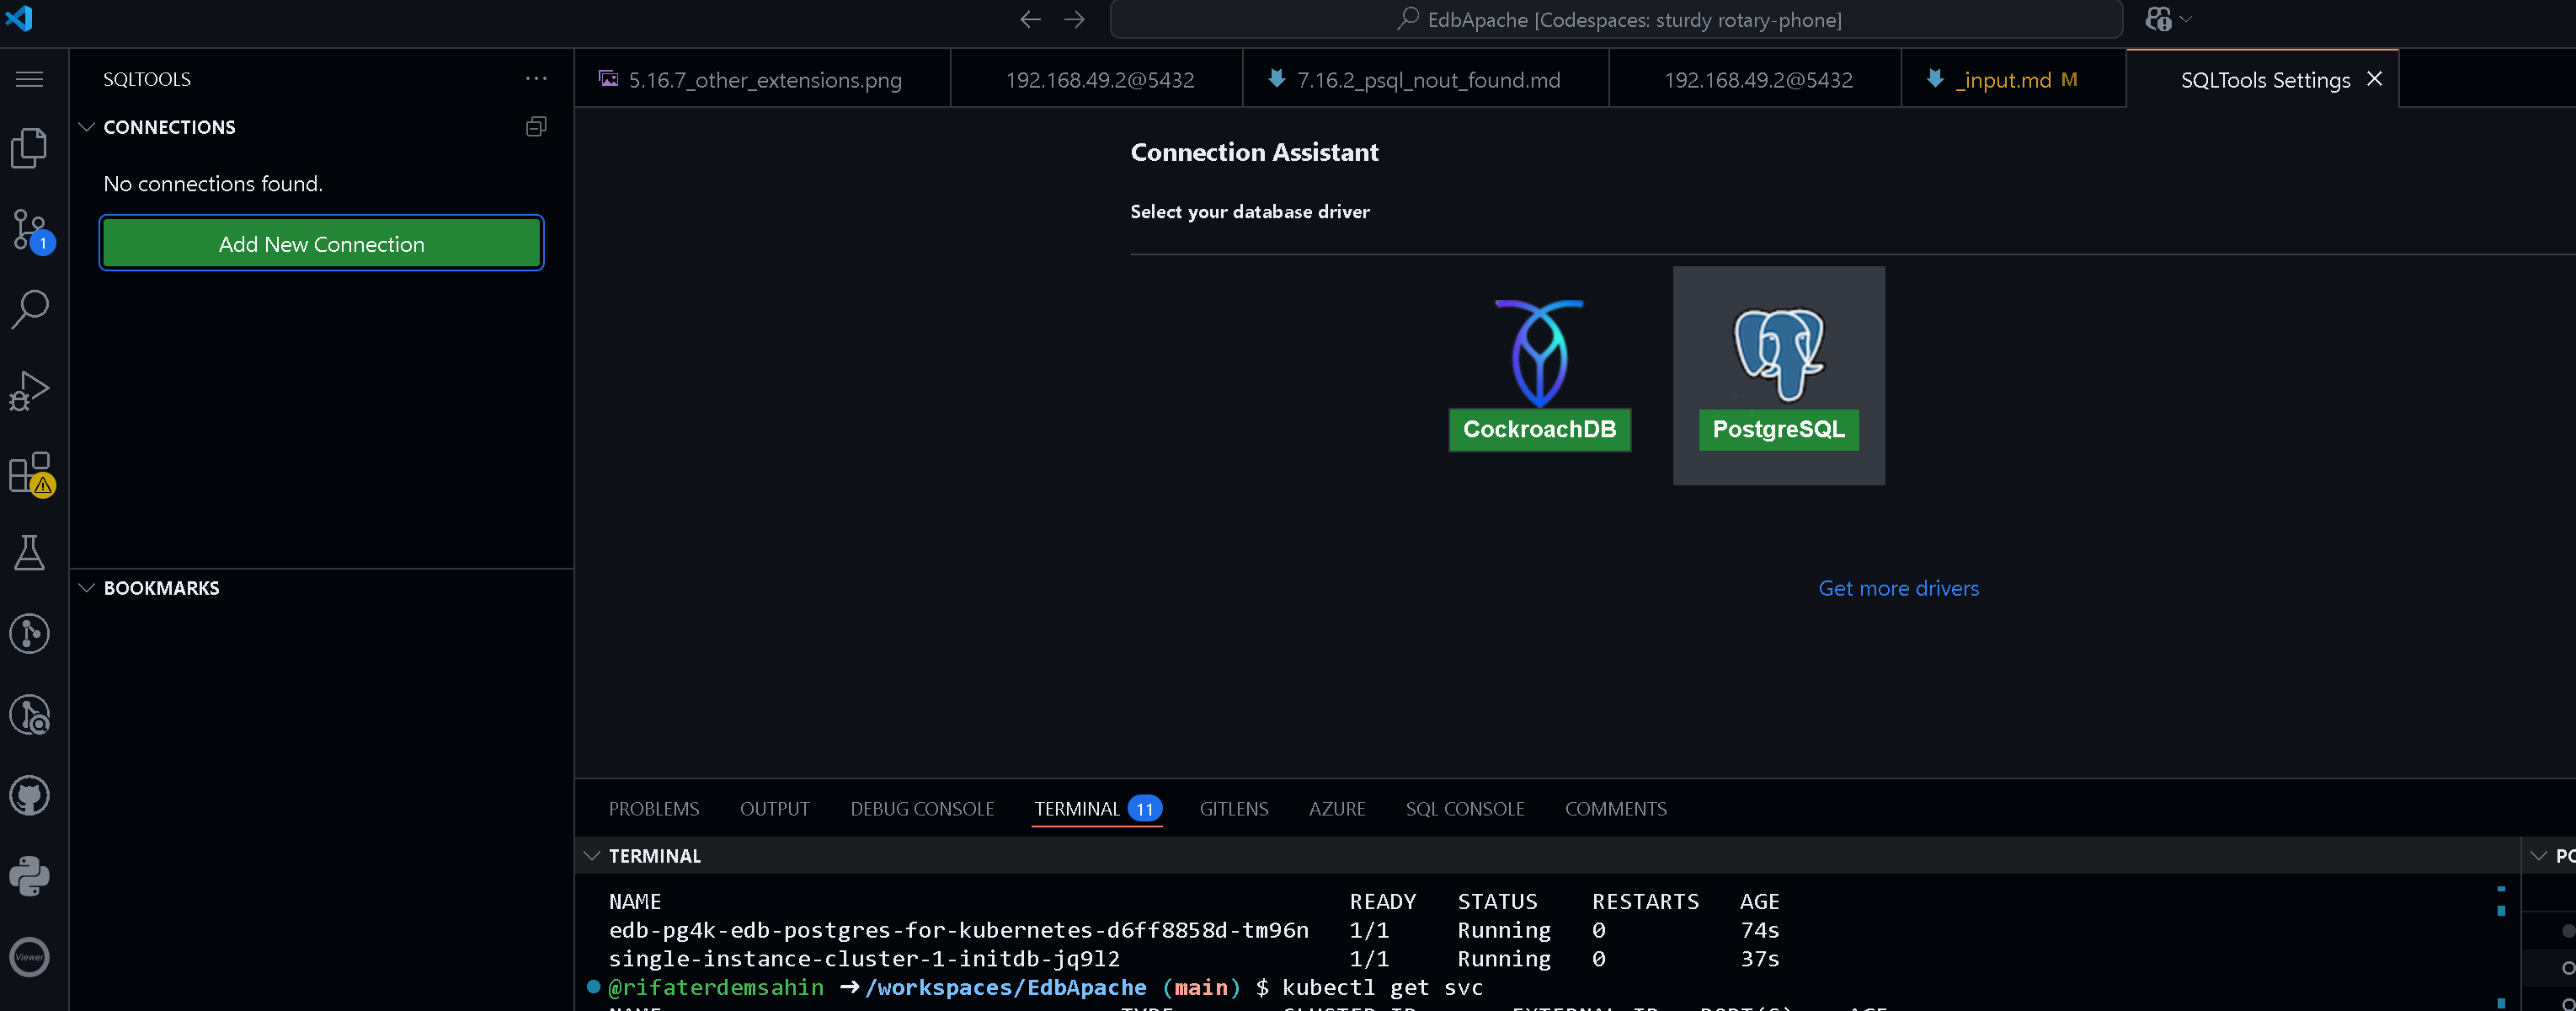 EdbApache [Codespaces: sturdy rotary-phone]
SQLTOOLS
5.16.7_other_extensions.png
192.168.49.2@5432
7.16.2_psql_nout_found.md
192.168.49.2@5432
_input.md M
SQLTools Settings
CONNECTIONS
No connections found.
1
Add New Connection
BOOKMARKS
Viewer
Connection Assistant
Select your database driver
CockroachDB
PostgreSQL
Get more drivers
PROBLEMS OUTPUT DEBUG CONSOLE TERMINAL 11 GITLENS AZURE SQL CONSOLE COMMENTS
TERMINAL
NAME READY STATUS RESTARTS AGE
edb-pg4k-edb-postgres-for-kubernetes-d6ff8858d-tm96n 1/1 Running 0 74s
single-instance-cluster-1-initdb-jq9l2 1/1 Running 0 37s
@rifaterdemsahin ➜ /workspaces/EdbApache (main) $ kubectl get svc